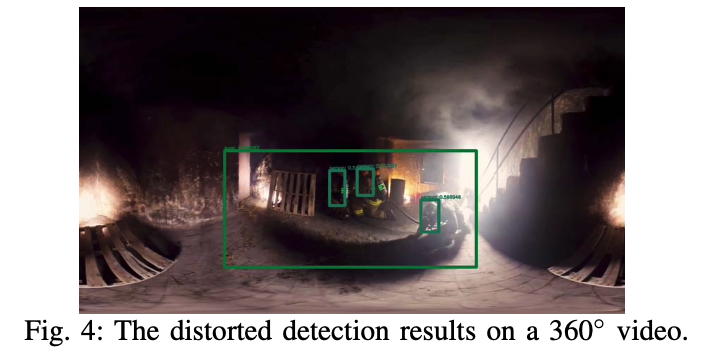 Fig. 4: The distorted detection results on a 360° video.